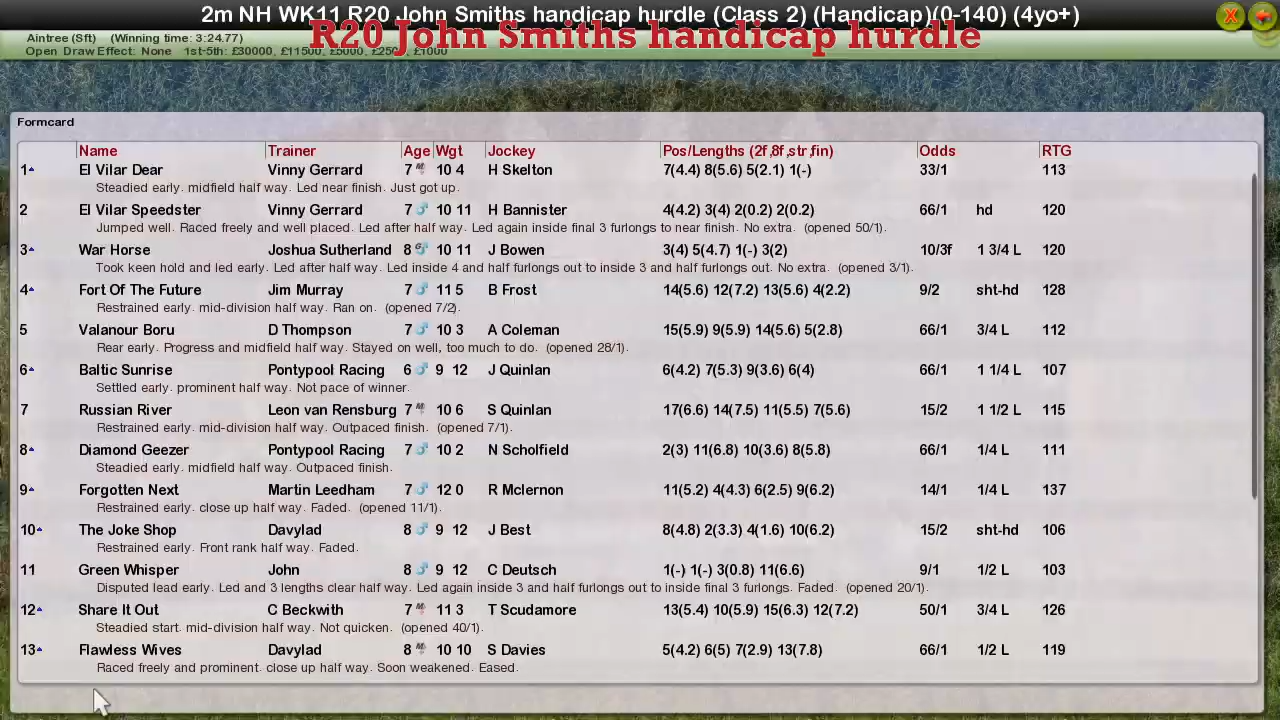 2m NH WK11 R20 John Smiths handicap hurdle (Class 2) (Handicap)(0-140) (4yo+)
R20 John Smiths handicap hurdle
Aintree (Sft) (Winning time: 3:24.77)
Open Draw Effect: None 1st-5th: £30000, £11500, £5000, £2500, £1000
Formcard
Name Trainer Age Wgt Jockey Pos/Lengths (2f,8f,str,fin) Odds RTG
1 El Vilar Dear Vinny Gerrard 7 10 4 H Skelton 7(4.4) 8(5.6) 5(2.1) 1(-) 33/1 113
Steadied early. midfield half way. Led near finish. Just got up.
2 El Vilar Speedster Vinny Gerrard 7 10 11 H Bannister 4(4.2) 3(4) 2(0.2) 2(0.2) 66/1 hd 120
Jumped well. Raced freely and well placed. Led after half way. Led again inside final 3 furlongs to near finish. No extra. (opened 50/1).
3 War Horse Joshua Sutherland 8 10 11 J Bowen 3(4) 5(4.7) 1(-) 3(2) 10/3f 1 3/4 L 120
Took keen hold and led early. Led after half way. Led inside 4 and half furlongs out to inside 3 and half furlongs out. No extra. (opened 3/1).
4 Fort Of The Future Jim Murray 7 11 5 B Frost 14(5.6) 12(7.2) 13(5.6) 4(2.2) 9/2 sht-hd 128
Restrained early. mid-division half way. Ran on. (opened 7/2).
5 Valanour Boru D Thompson 7 10 3 A Coleman 15(5.9) 9(5.9) 14(5.6) 5(2.8) 66/1 3/4 L 112
Rear early. Progress and midfield half way. Stayed on well, too much to do. (opened 28/1).
6 Baltic Sunrise Pontypool Racing 6 9 12 J Quinlan 6(4.2) 7(5.3) 9(3.6) 6(4) 66/1 1 1/4 L 107
Settled early. prominent half way. Not pace of winner.
7 Russian River Leon van Rensburg 7 10 6 S Quinlan 17(6.6) 14(7.5) 11(5.5) 7(5.6) 15/2 1 1/2 L 115
Restrained early. mid-division half way. Outpaced finish. (opened 7/1).
8 Diamond Geezer Pontypool Racing 7 10 2 N Scholfield 2(3) 11(6.8) 10(3.6) 8(5.8) 66/1 1/4 L 111
Steadied early. midfield half way. Outpaced finish.
9 Forgotten Next Martin Leedham 7 12 0 R Mclernon 11(5.2) 4(4.3) 6(2.5) 9(6.2) 14/1 1/4 L 137
Restrained early. close up half way. Faded. (opened 11/1).
10 The Joke Shop Davylad 8 9 12 J Best 8(4.8) 2(3.3) 4(1.6) 10(6.2) 15/2 sht-hd 106
Restrained early. Front rank half way. Faded.
11 Green Whisper John 8 9 12 C Deutsch 1(-) 1(-) 3(0.8) 11(6.6) 9/1 1/2 L 103
Disputed lead early. Led and 3 lengths clear half way. Led again inside 3 and half furlongs out to inside final 3 furlongs. Faded. (opened 20/1).
12 Share It Out C Beckwith 7 11 3 T Scudamore 13(5.4) 10(5.9) 15(6.3) 12(7.2) 50/1 3/4 L 126
Steadied start. mid-division half way. Not quicken. (opened 40/1).
13 Flawless Wives Davylad 8 10 10 S Davies 5(4.2) 6(5) 7(2.9) 13(7.8) 66/1 1/2 L 119
Raced freely and prominent. close up half way. Soon weakened. Eased.